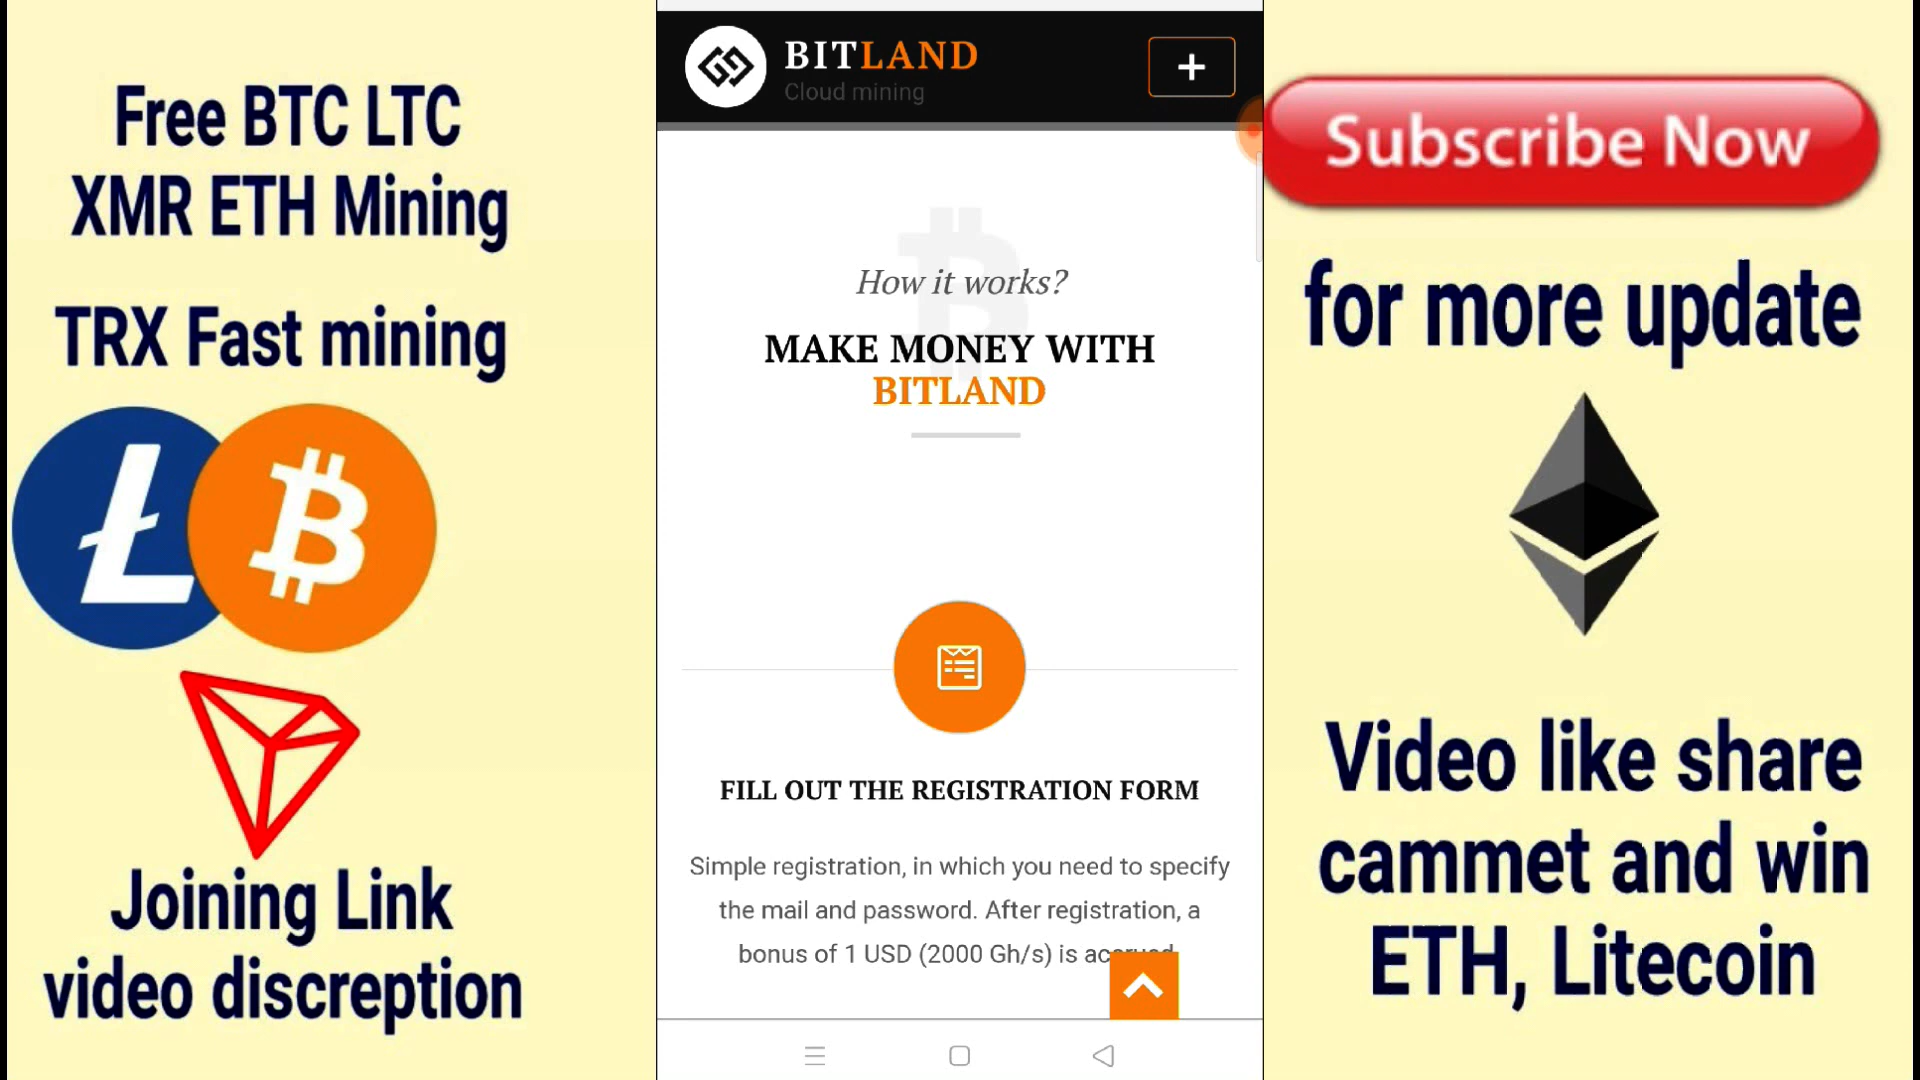 Free BTC LTC
XMR ETH Mining
TRX Fast mining
Joining Link
video discreption
BITLAND
Cloud mining
How it works?
MAKE MONEY WITH
BITLAND
FILL OUT THE REGISTRATION FORM
Simple registration, in which you need to specify
the mail and password. After registration, a
bonus of 1 USD (2000 Gh/s) is accrued
Subscribe Now
for more update
Video like share
cammet and win
ETH, Litecoin